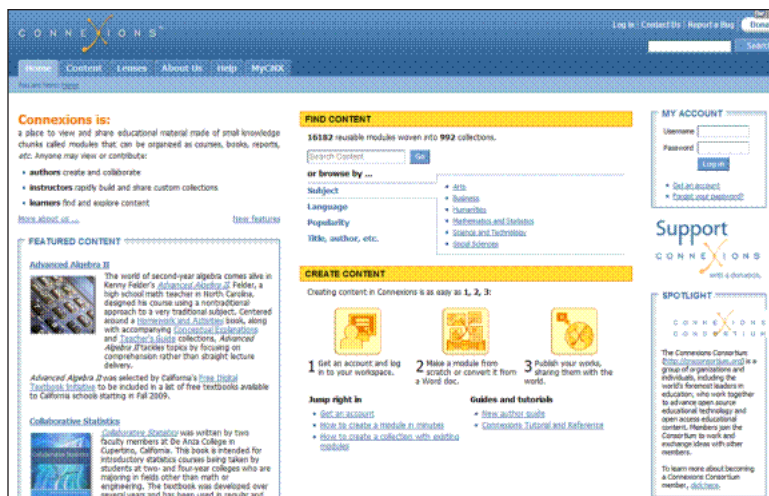 CONNEXIONS
Log In | Contact Us | Report a Bug
Search
Home Content Lenses About Us Help MyCNX
You are here: Home
Connexions is:
a place to view and share educational material made of small knowledge
chunks called modules that can be organized as courses, books, reports,
etc. Anyone may view or contribute:
• authors create and collaborate
• instructors rapidly build and share custom collections
• learners find and explore content
More about us ... New features
FEATURED CONTENT
Advanced Algebra II
The world of second-year algebra comes alive in
Kenny Felder's Advanced Algebra II. Felder, a
high school math teacher in North Carolina,
designed his course using a nontraditional
approach to a very traditional subject. Centered
around a Homework and Activities book, along
with accompanying Conceptual Explanations
and Teacher's Guide collections, Advanced
Algebra II tackles topics by focusing on
comprehension rather than straight lecture
delivery.
Advanced Algebra II was selected by California's Free Digital
Textbook Initiative to be included in a list of free textbooks available
to California schools starting in Fall 2009.
Collaborative Statistics
Collaborative Statistics was written by two
faculty members at De Anza College in
Cupertino, California. This book is intended for
introductory statistics courses being taken by
students at two- and four-year colleges who are
majoring in fields other than math or
engineering. The textbook was developed over
several years and has been used in regular and
FIND CONTENT
16182 reusable modules woven into 992 collections.
Search Content Go
or browse by ...
Subject
Language
Popularity
Title, author, etc.
• Arts
• Business
• Humanities
• Mathematics and Statistics
• Science and Technology
• Social Sciences
CREATE CONTENT
Creating content in Connexions is as easy as 1, 2, 3:
1 Get an account and log
in to your workspace.
2 Make a module from
scratch or convert it from
a Word doc.
3 Publish your works,
sharing them with the
world.
Jump right in
• Get an account
• How to create a module in minutes
• How to create a collection with existing
modules
Guides and tutorials
• New author guide
• Connexions Tutorial and Reference
MY ACCOUNT
Username
Password
Log in
• Get an account
• Forgot your password?
Support
CONNEXIONS
with a donation.
SPOTLIGHT
CONNEXIONS
CONSORTIUM
The Connexions Consortium
(http://cnxconsortium.org) is a
group of organizations and
individuals, including the
world's foremost leaders in
education, who work together
to advance open source
educational technology and
open access educational
content. Members join the
Consortium to work and
exchange ideas with other
members.
To learn more about becoming
a Connexions Consortium
member, click here.